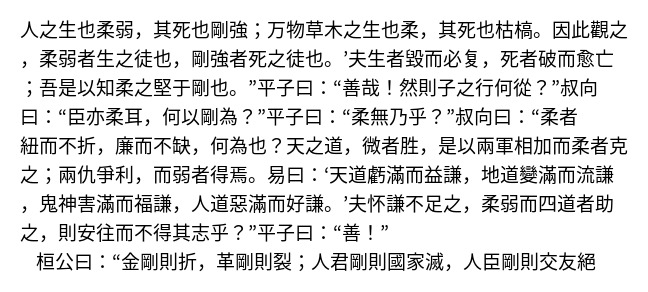 人之生也柔弱，其死也剛強；万物草木之生也柔，其死也枯槁。因此觀之
，柔弱者生之徒也，剛強者死之徒也。’夫生者毀而必复，死者破而愈亡
；吾是以知柔之堅于剛也。”平子曰：“善哉！然則子之行何從？”叔向
曰：“臣亦柔耳，何以剛為？”平子曰：“柔無乃乎？”叔向曰：“柔者
紐而不折，廉而不缺，何為也？天之道，微者胜，是以兩軍相加而柔者克
之；兩仇爭利，而弱者得焉。易曰：‘天道虧滿而益謙，地道變滿而流謙
，鬼神害滿而福謙，人道惡滿而好謙。’夫怀謙不足之，柔弱而四道者助
之，則安往而不得其志乎？”平子曰：“善！”
桓公曰：“金剛則折，革剛則裂；人君剛則國家滅，人臣剛則交友絕